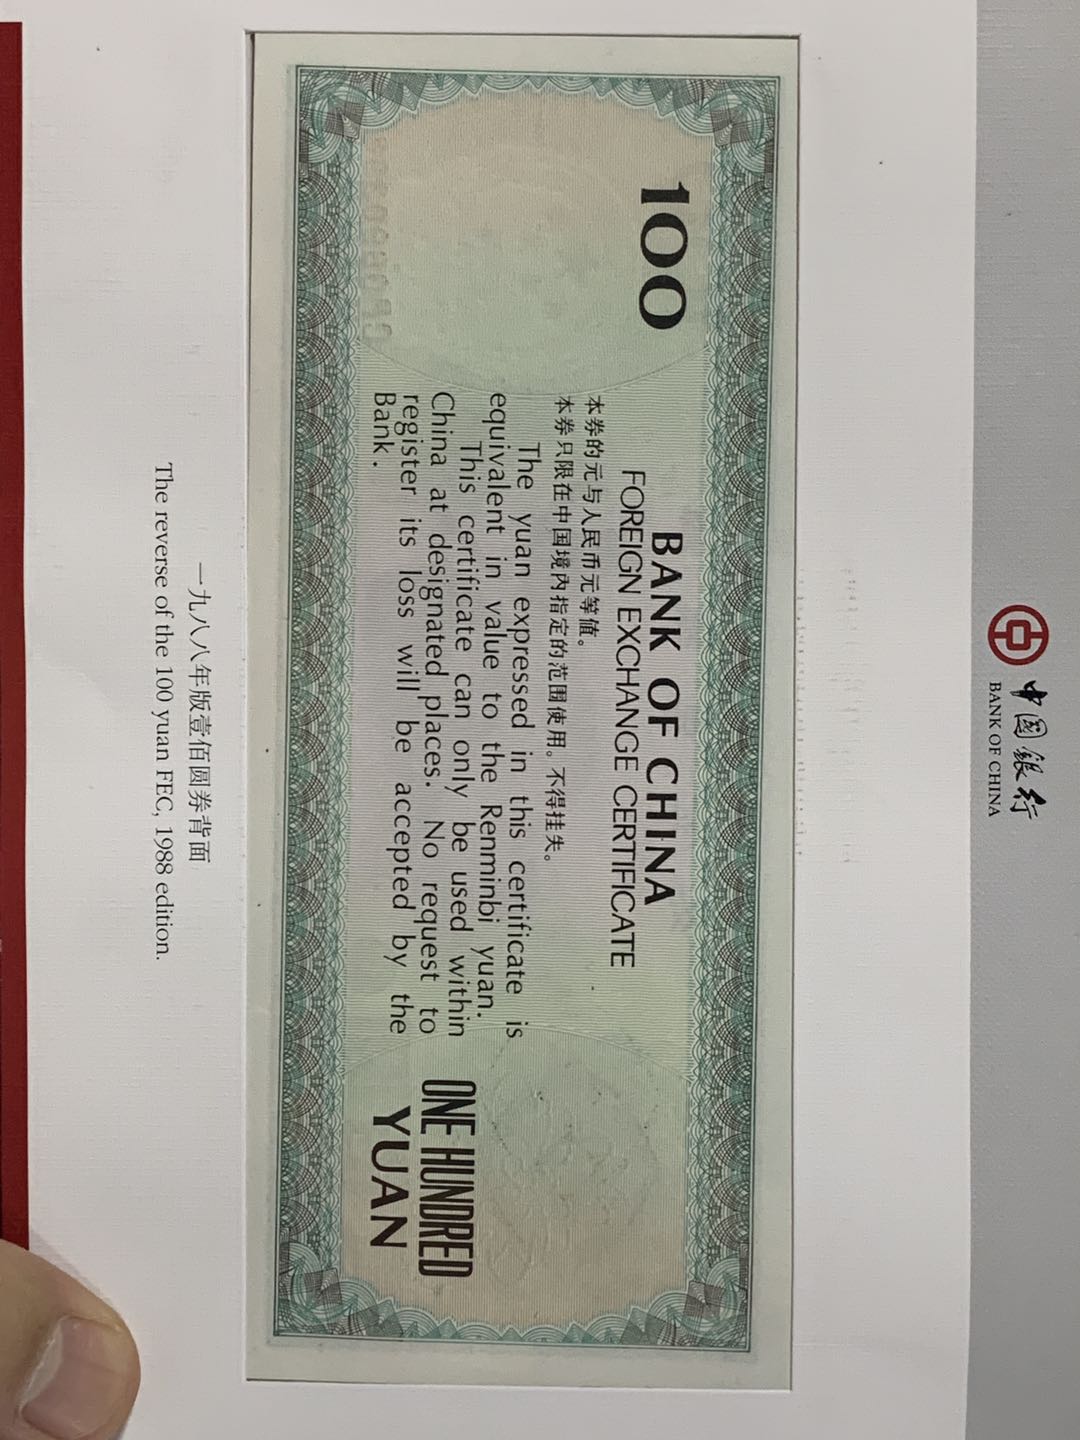 中国銀行
BANK OF CHINA
100
BANK OF CHINA
FOREIGN EXCHANGE CERTIFICATE
本券的元与人民币元等值。
本券只限在中国境内指定的范围使用。不得挂失。
The yuan expressed in this certificate is
equivalent in value to the Renminbi yuan.
This certificate can only be used within
China at designated places. No request to
register its loss will be accepted by the
Bank.
ONE HUNDRED
YUAN
一九八八年版壹佰圆券背面
The reverse of the 100 yuan FEC, 1988 edition.